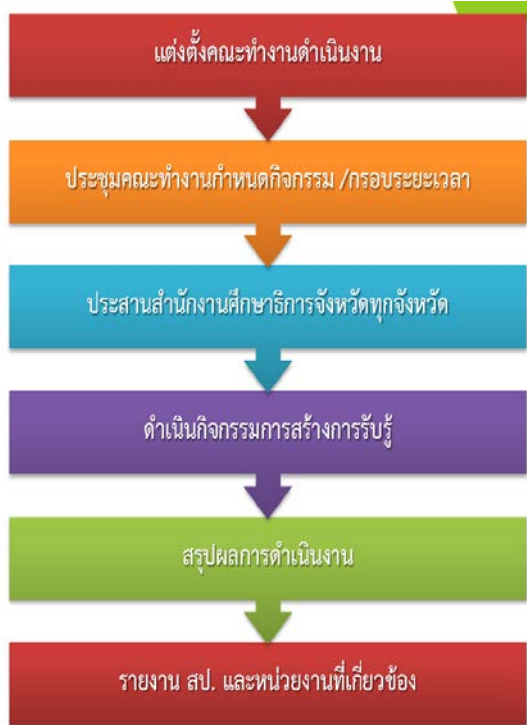 แต่งตั้งคณะทำงานดำเนินงาน
ประชุมคณะทำงานกำหนดกิจกรรม /กรอบระยะเวลา
ประสานสำนักงานศึกษาธิการจังหวัดทุกจังหวัด
ดำเนินกิจกรรมการสร้างการรับรู้
สรุปผลการดำเนินงาน
รายงาน สป. และหน่วยงานที่เกี่ยวข้อง